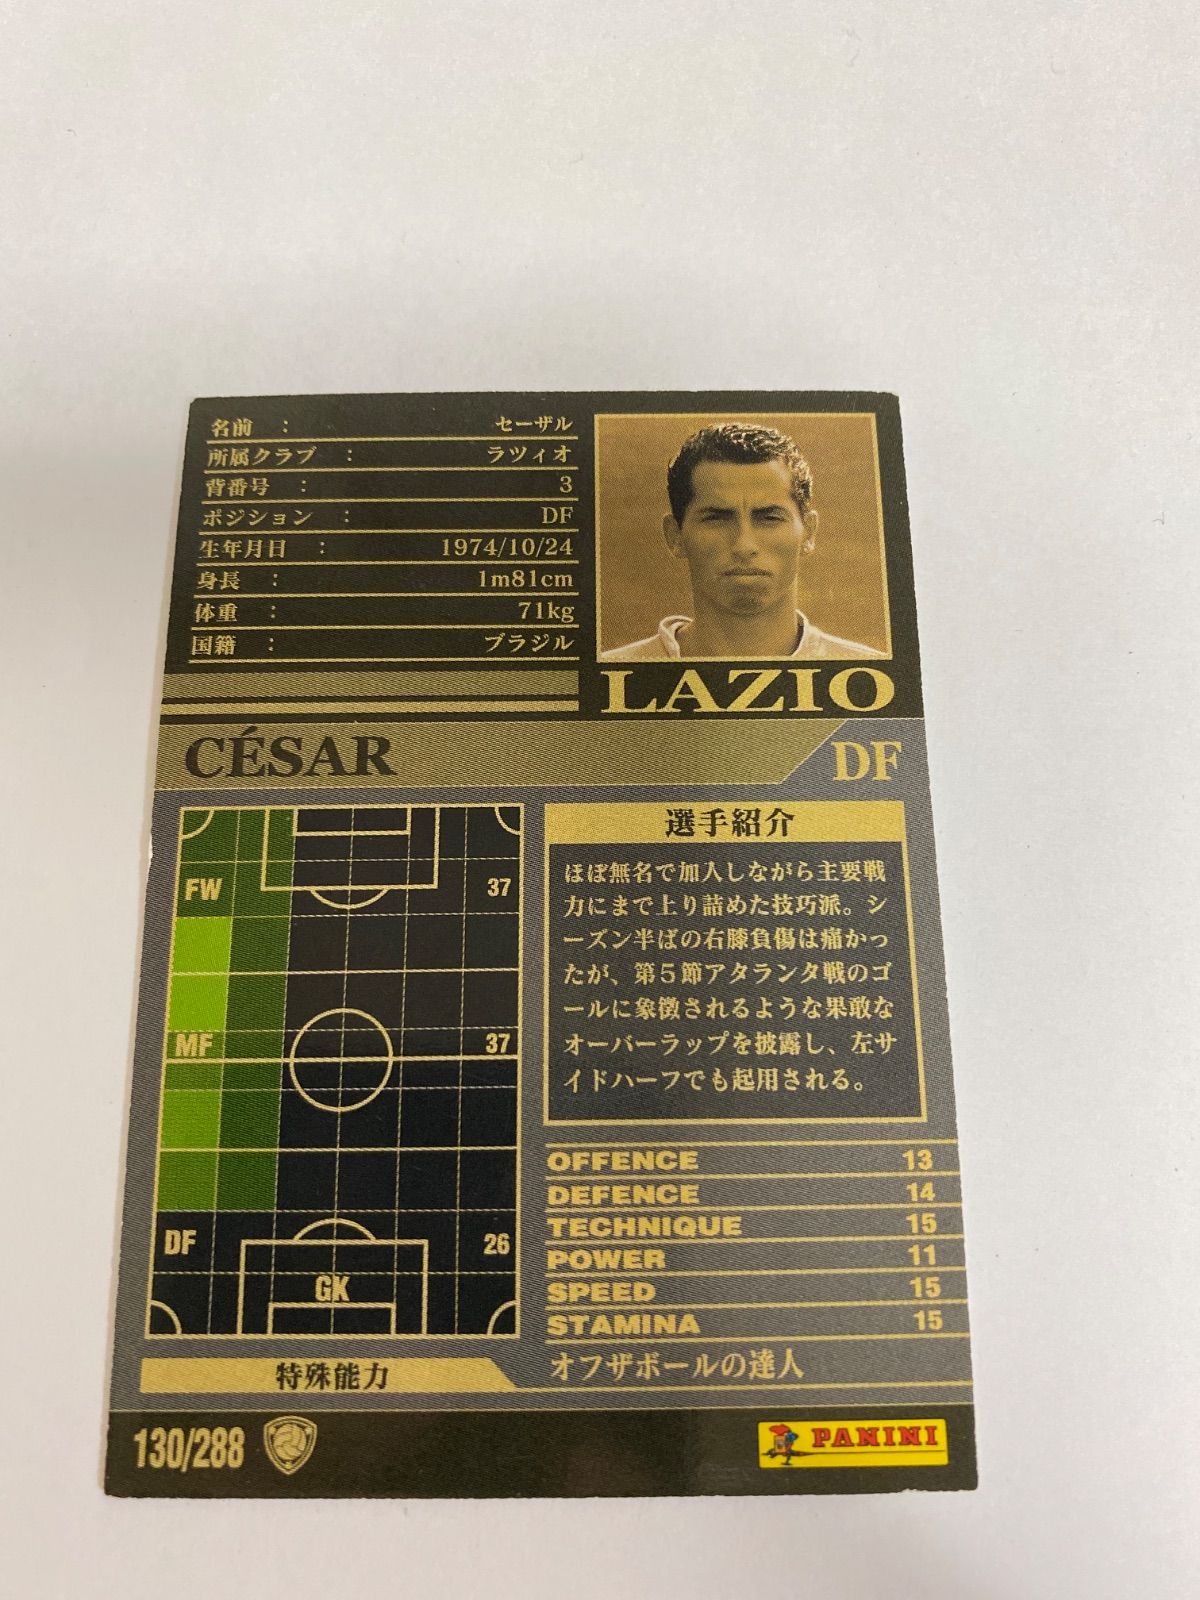 名前 : セーザル
所属クラブ : ラツィオ
背番号 : 3
ポジション : DF
生年月日 : 1974/10/24
身長 : 1m81cm
体重 : 71kg
国籍 : ブラジル
LAZIO
CÉSAR
DF
FW 37
MF 37
DF 26
GK
選手紹介
ほぼ無名で加入しながら主要戦
力にまで上り詰めた技巧派。シ
ーズン半ばの右膝負傷は痛かっ
たが、第5節アタランタ戦のゴ
ールに象徴されるような果敢な
オーバーラップを披露し、左サ
イドハーフでも起用される。
OFFENCE 13
DEFENCE 14
TECHNIQUE 15
POWER 11
SPEED 15
STAMINA 15
特殊能力 オフザボールの達人
130/288
PANINI